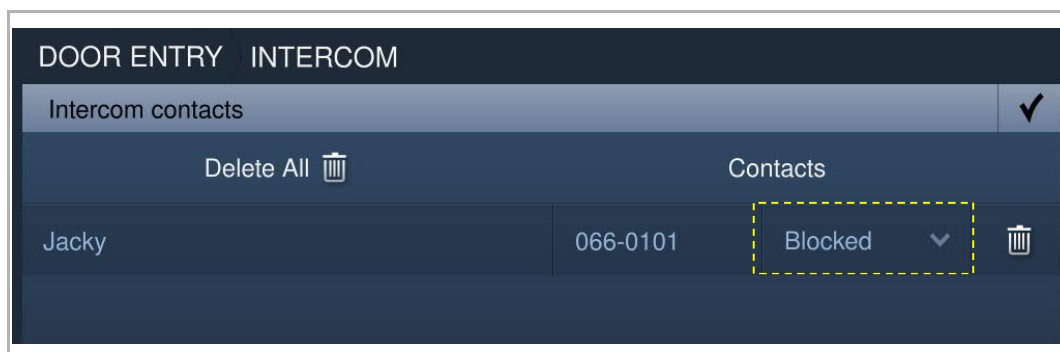 DOOR ENTRY INTERCOM
Intercom contacts
Delete All Contacts
Jacky 066-0101 Blocked